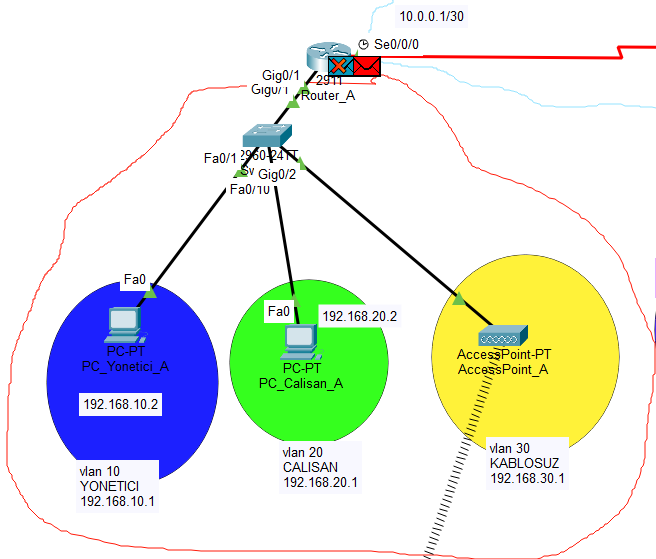 10.0.0.1/30
Se0/0/0
Gig0/1
2911
Gig0/1
Router_A
Fa0/1
2960-24TT
Gig0/2
Fa0/10
Fa0
Fa0
192.168.20.2
PC-PT
PC_Yonetici_A
PC-PT
PC_Calisan_A
AccessPoint-PT
AccessPoint_A
192.168.10.2
vlan 10
YONETICI
192.168.10.1
vlan 20
CALISAN
192.168.20.1
vlan 30
KABLOSUZ
192.168.30.1